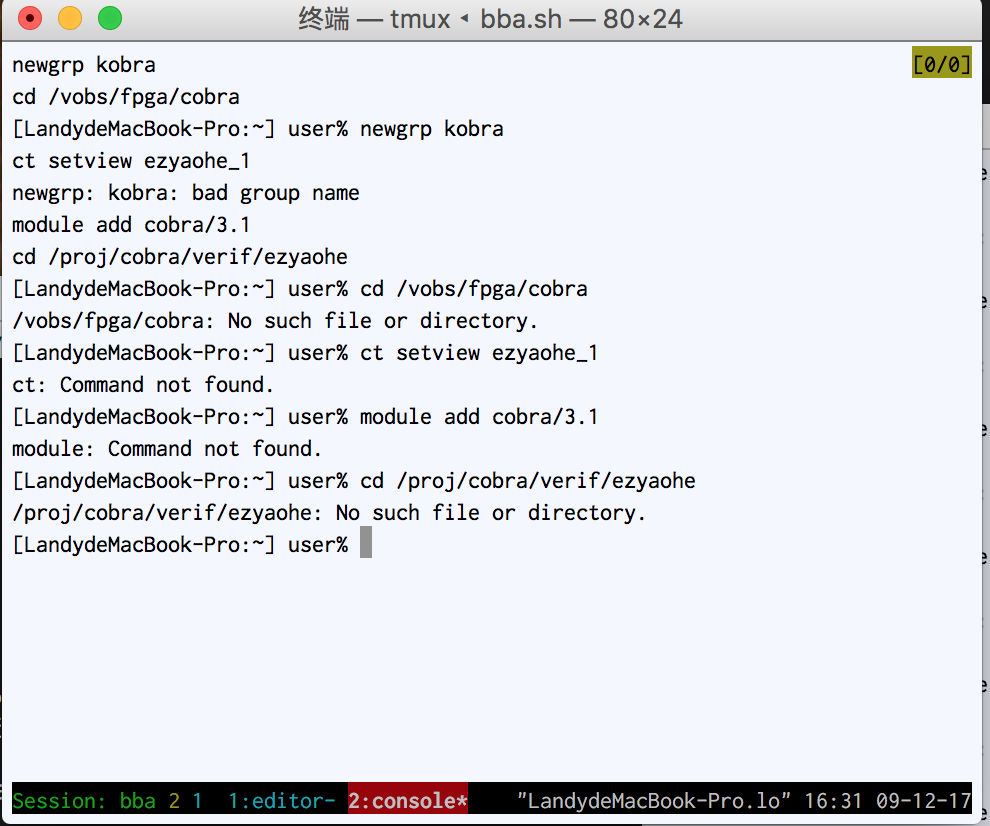 终端 — tmux ◂ bba.sh — 80×24
newgrp kobra [0/0]
cd /vobs/fpga/cobra
[LandydeMacBook-Pro:~] user% newgrp kobra
ct setview ezyaohe_1
newgrp: kobra: bad group name
module add cobra/3.1
cd /proj/cobra/verif/ezyaohe
[LandydeMacBook-Pro:~] user% cd /vobs/fpga/cobra
/vobs/fpga/cobra: No such file or directory.
[LandydeMacBook-Pro:~] user% ct setview ezyaohe_1
ct: Command not found.
[LandydeMacBook-Pro:~] user% module add cobra/3.1
module: Command not found.
[LandydeMacBook-Pro:~] user% cd /proj/cobra/verif/ezyaohe
/proj/cobra/verif/ezyaohe: No such file or directory.
[LandydeMacBook-Pro:~] user%
Session: bba 2 1 1:editor- 2:console* "LandydeMacBook-Pro.lo" 16:31 09-12-17